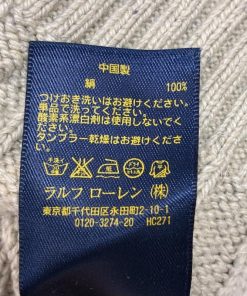 中国製
絹 100%
つけおき洗いはお避けください。
単品で洗ってください。
酸素系漂白剤は使用しないでください。
タンブラー乾燥はお避けください。
ラルフ ローレン (株)
東京都千代田区永田町2-10-1
0120-3274-20 HC271